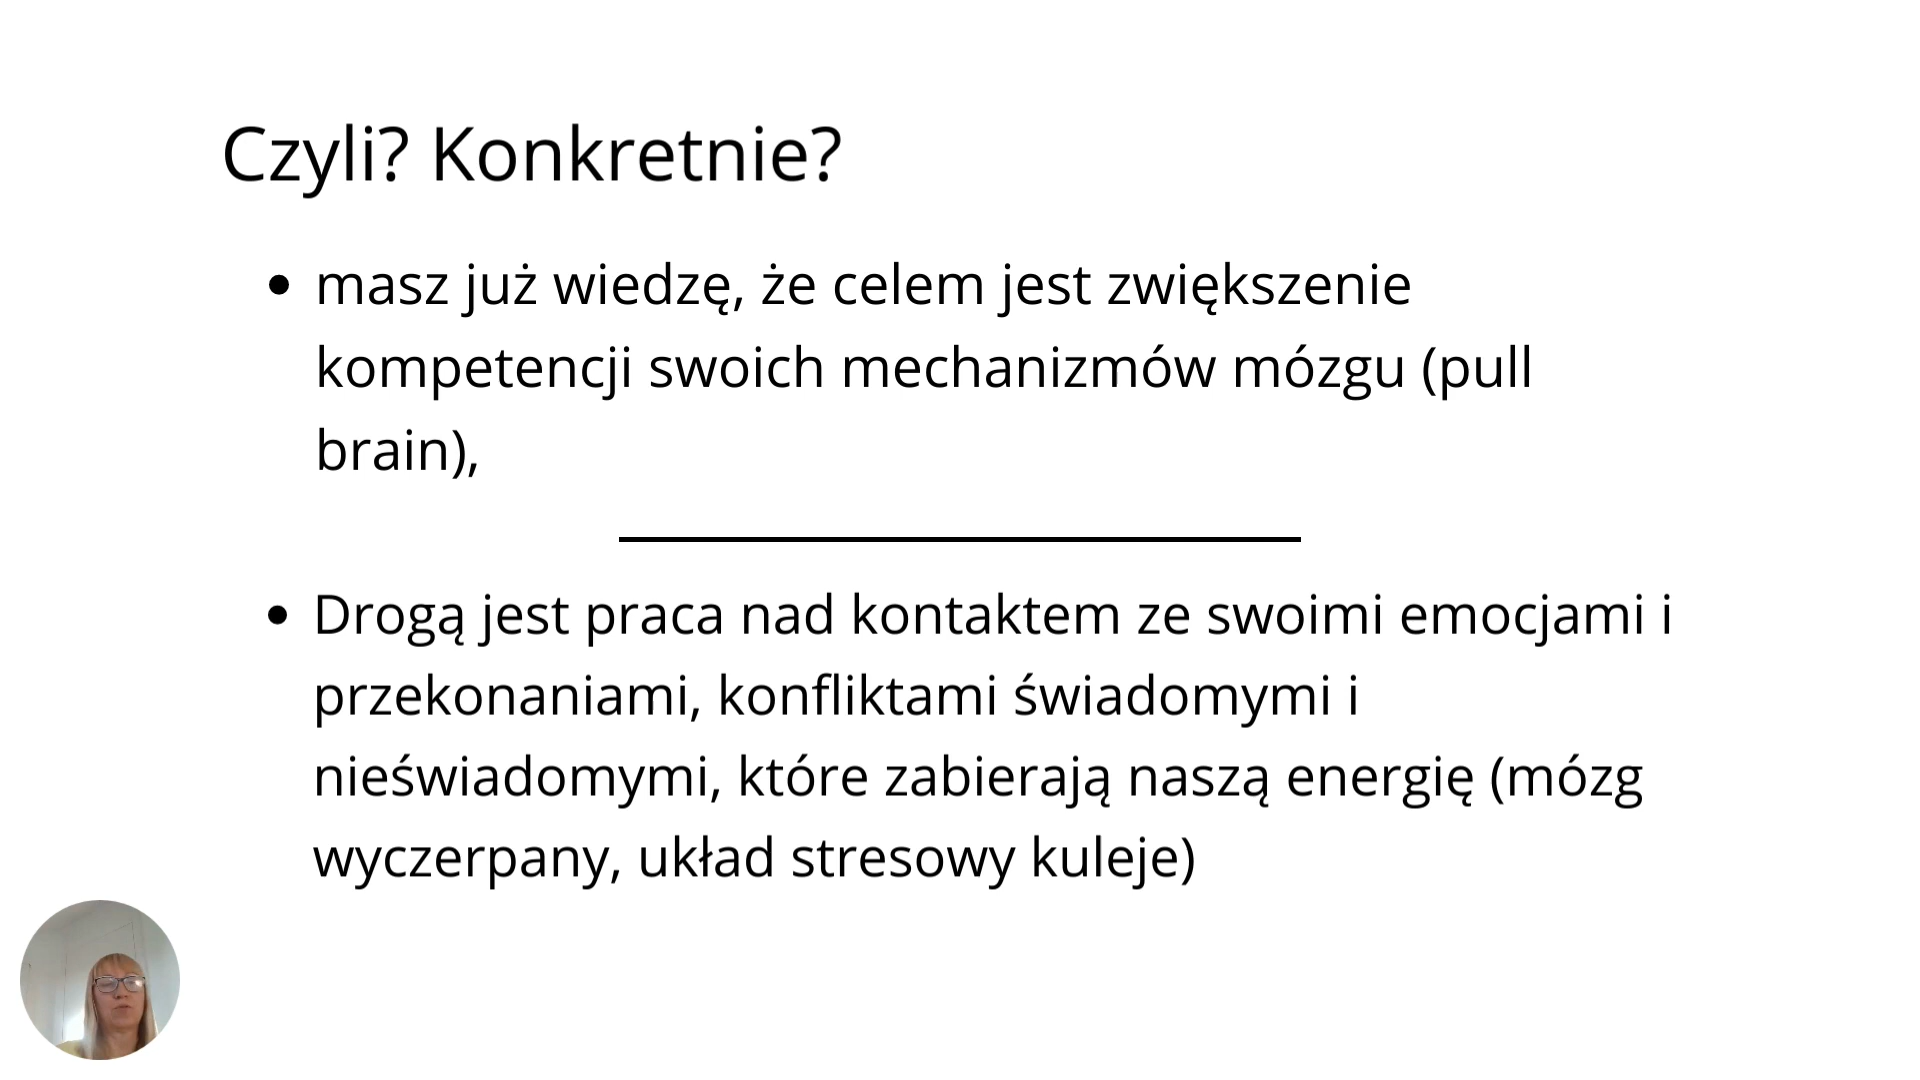 Czyli? Konkretnie?
• masz już wiedzę, że celem jest zwiększenie
kompetencji swoich mechanizmów mózgu (pull
brain),
• Drogą jest praca nad kontaktem ze swoimi emocjami i
przekonaniami, konfliktami świadomymi i
nieświadomymi, które zabierają naszą energię (mózg
wyczerpany, układ stresowy kuleje)